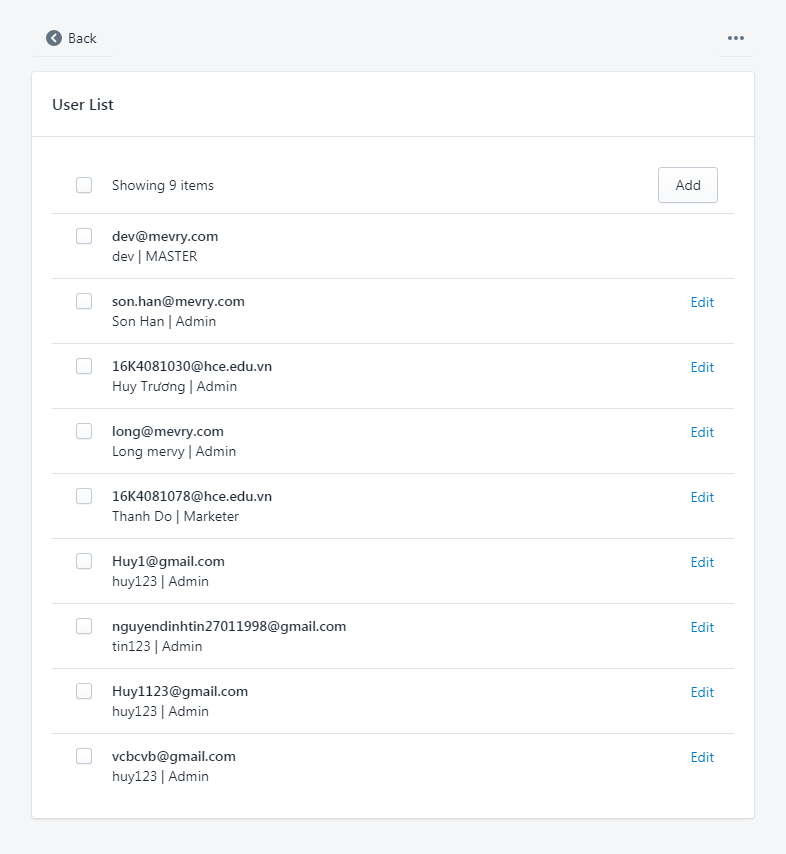 Back
User List
Showing 9 items
Add
dev@mevry.com
dev | MASTER
son.han@mevry.com
Edit
Son Han | Admin
16K4081030@hce.edu.vn
Edit
Huy Trương | Admin
long@mevry.com
Edit
Long mervy | Admin
16K4081078@hce.edu.vn
Edit
Thanh Do | Marketer
Huy1@gmail.com
Edit
huy123 | Admin
nguyendinhtin27011998@gmail.com
Edit
tin123 | Admin
Huy1123@gmail.com
Edit
huy123 | Admin
vcbcvb@gmail.com
Edit
huy123 | Admin